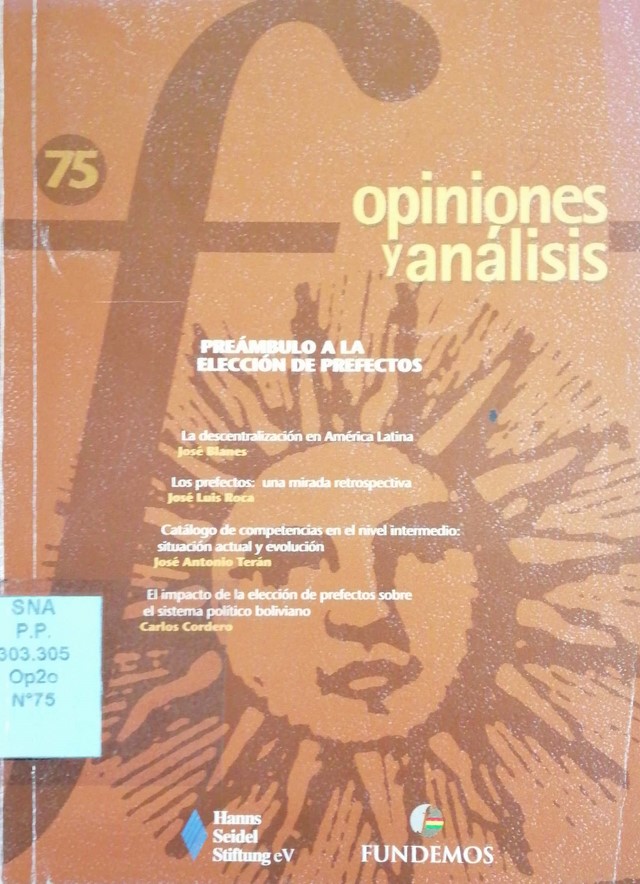 75
opiniones
y análisis
PREÁMBULO A LA
ELECCIÓN DE PREFECTOS
La descentralización en América Latina
José Blanes
Los prefectos: una mirada retrospectiva
José Luis Roca
Catálogo de competencias en el nivel intermedio:
situación actual y evolución
José Antonio Terán
El impacto de la elección de prefectos sobre
el sistema político boliviano
Carlos Cordero
SNA
P.P.
303.305
Op2o
N°75
Hanns
Seidel
Stiftung eV
FUNDEMOS